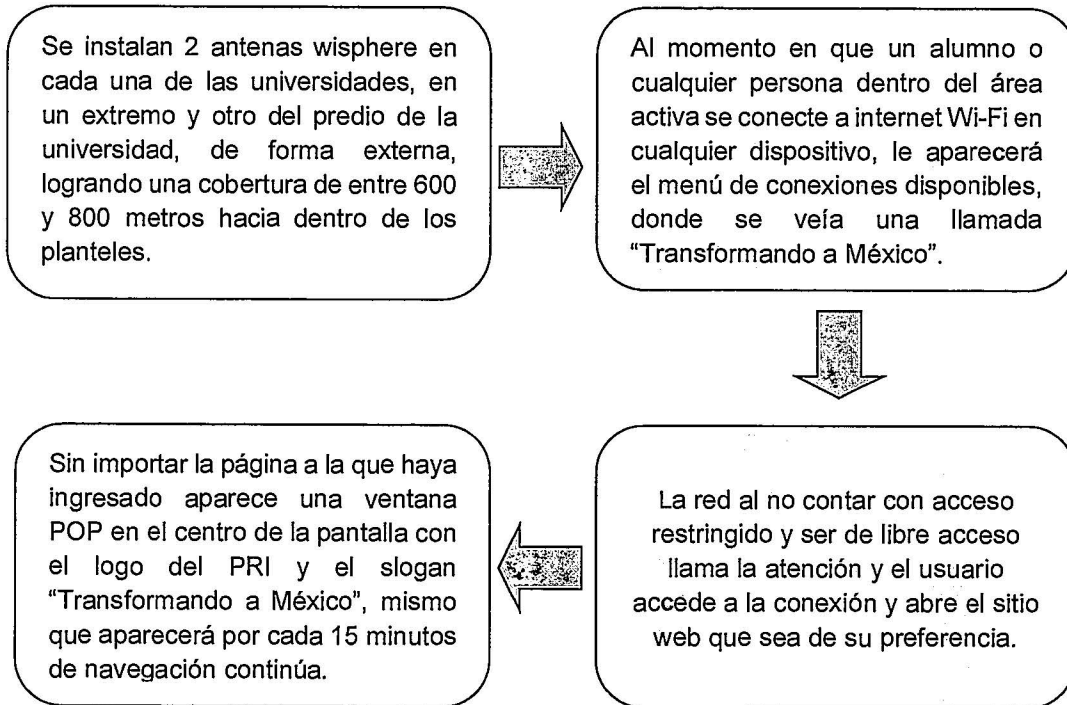 Se instalan 2 antenas wisphere en
cada una de las universidades, en
un extremo y otro del predio de la
universidad, de forma externa,
logrando una cobertura de entre 600
y 800 metros hacia dentro de los
planteles.
Al momento en que un alumno o
cualquier persona dentro del área
activa se conecte a internet Wi-Fi en
cualquier dispositivo, le aparecerá
el menú de conexiones disponibles,
donde se veía una llamada
“Transformando a México”.
La red al no contar con acceso
restringido y ser de libre acceso
llama la atención y el usuario
accede a la conexión y abre el sitio
web que sea de su preferencia.
Sin importar la página a la que haya
ingresado aparece una ventana
POP en el centro de la pantalla con
el logo del PRI y el slogan
“Transformando a México”, mismo
que aparecerá por cada 15 minutos
de navegación continúa.